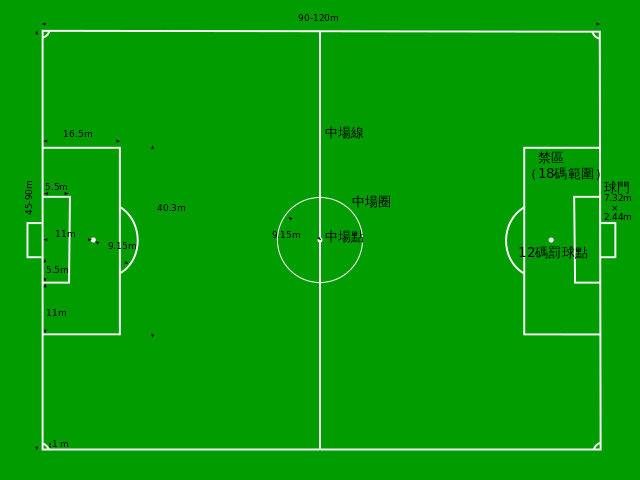 90-120m
中場線
16.5m
禁區
（18碼範圍）
45-90m
5.5m
球門
7.32m
×
2.44m
中場圈
40.3m
11m
9.15m
9.15m
中場點
12碼罰球點
5.5m
11m
1 m